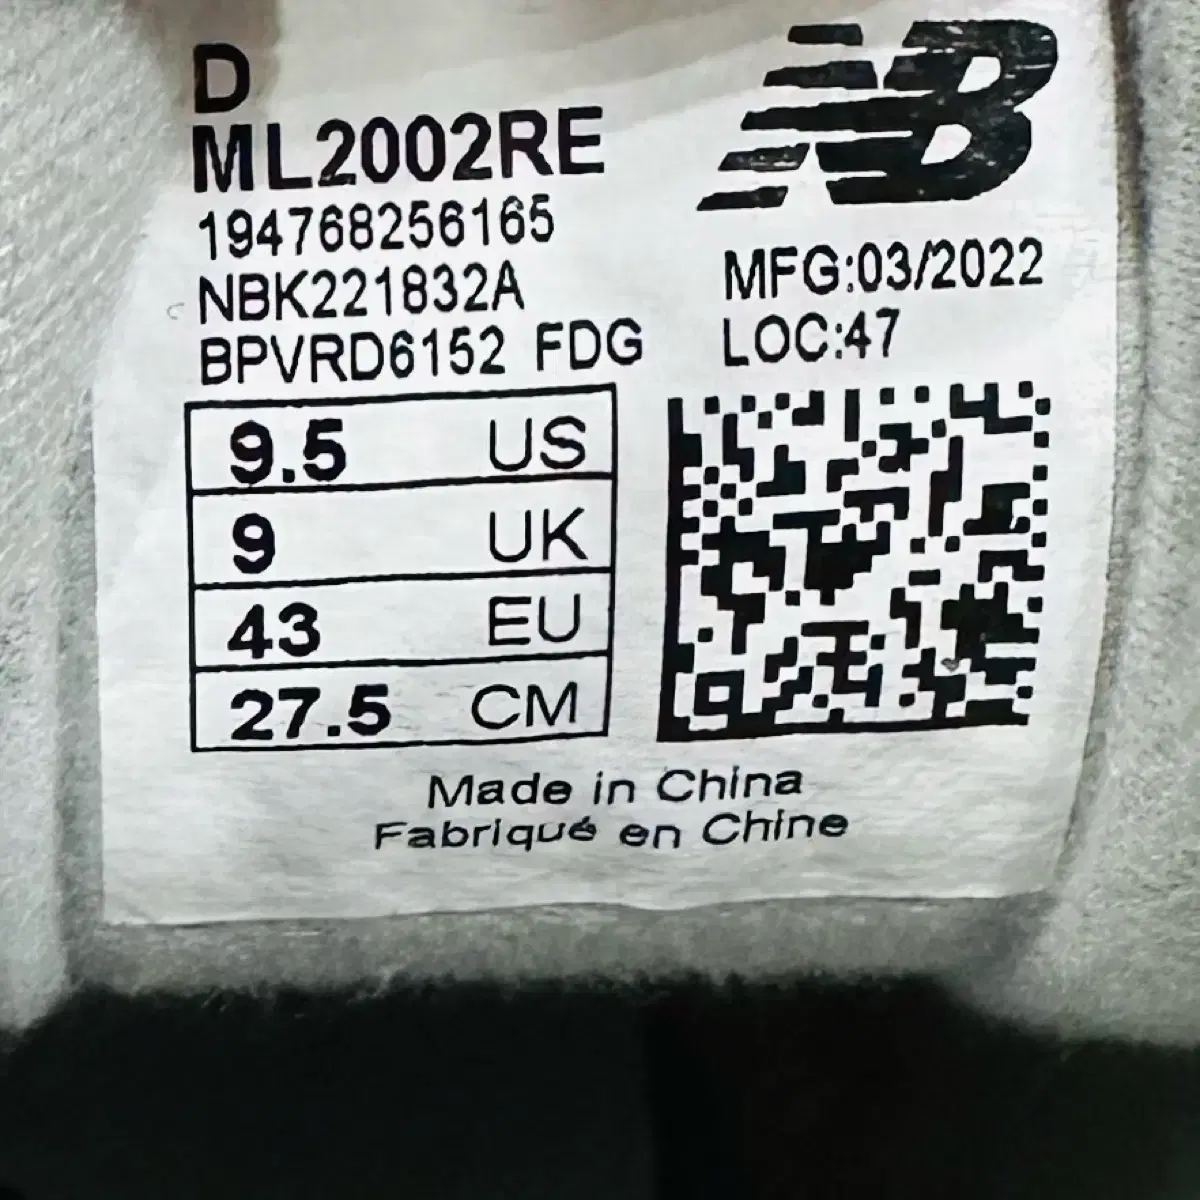 D
ML2002RE
194768256165
NBK221832A
BPVRD6152 FDG
NB
MFG:03/2022
LOC:47
9.5 US
9 UK
43 EU
27.5 CM
Made in China
Fabriqué en Chine